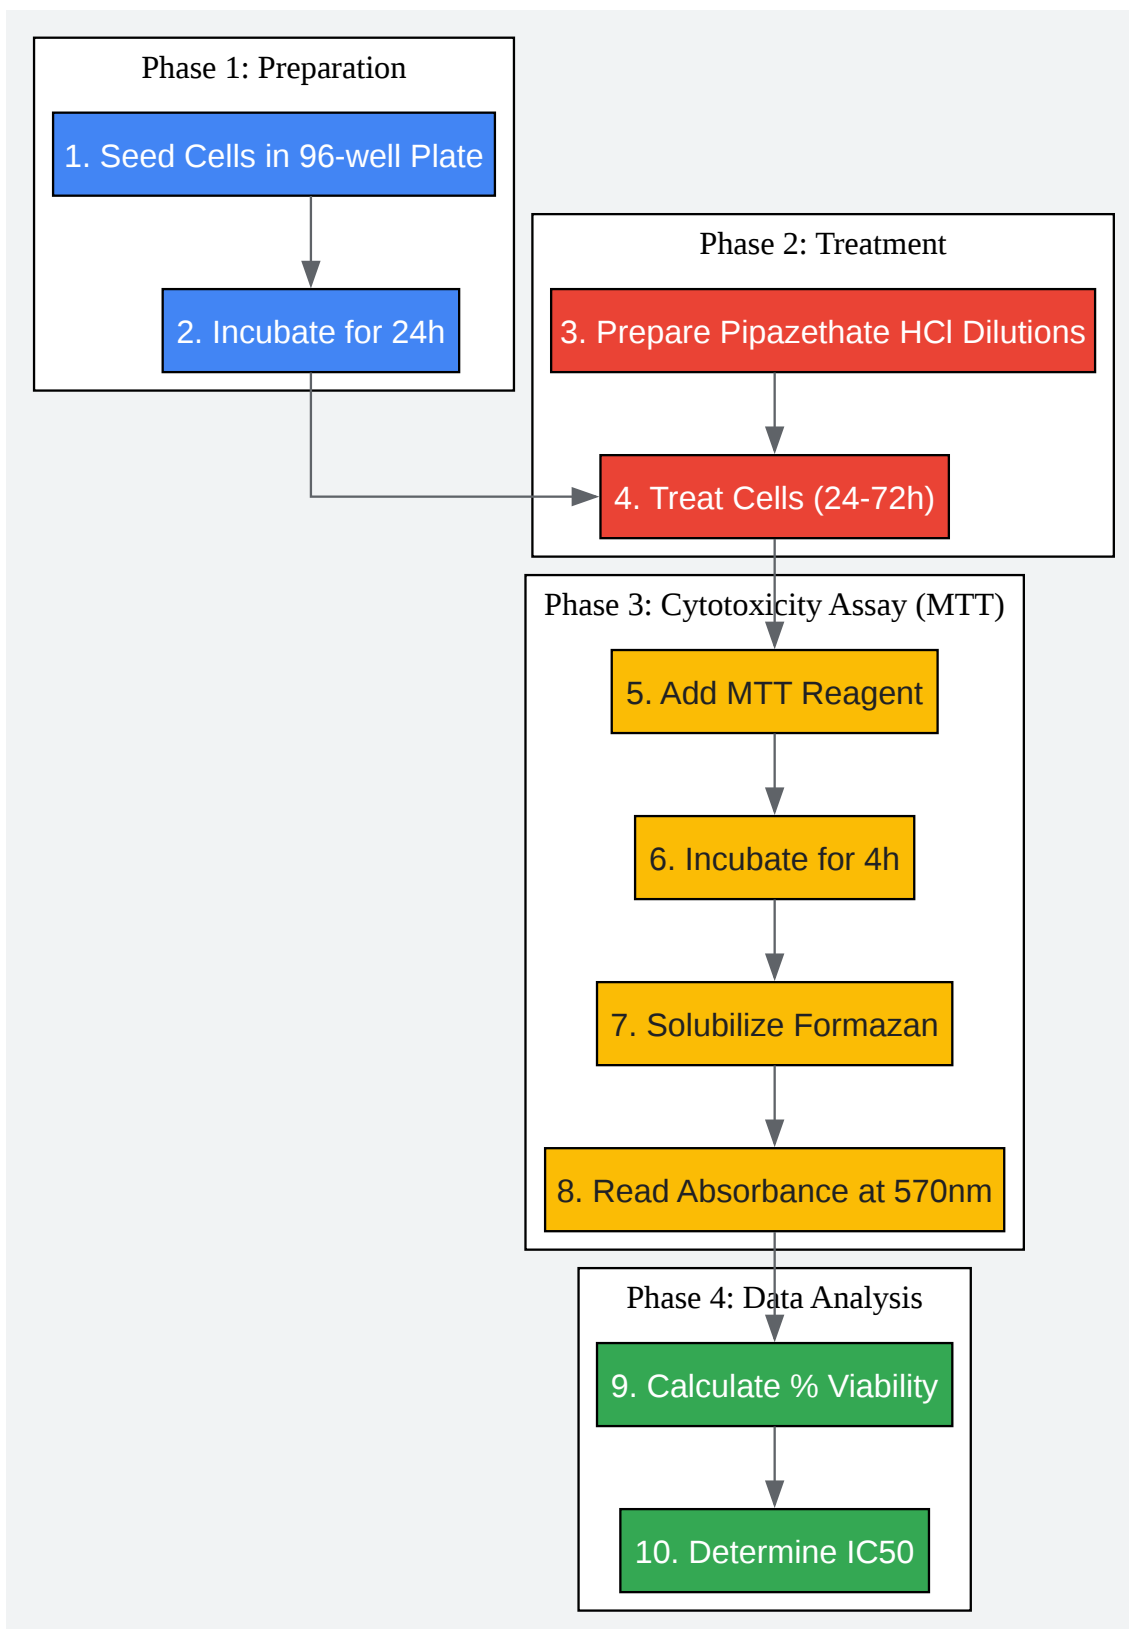 Phase 1: Preparation
1. Seed Cells in 96-well Plate
2. Incubate for 24h
Phase 2: Treatment
3. Prepare Pipazethate HCl Dilutions
4. Treat Cells (24-72h)
Phase 3: Cytotoxicity Assay (MTT)
5. Add MTT Reagent
6. Incubate for 4h
7. Solubilize Formazan
8. Read Absorbance at 570nm
Phase 4: Data Analysis
9. Calculate % Viability
10. Determine IC50